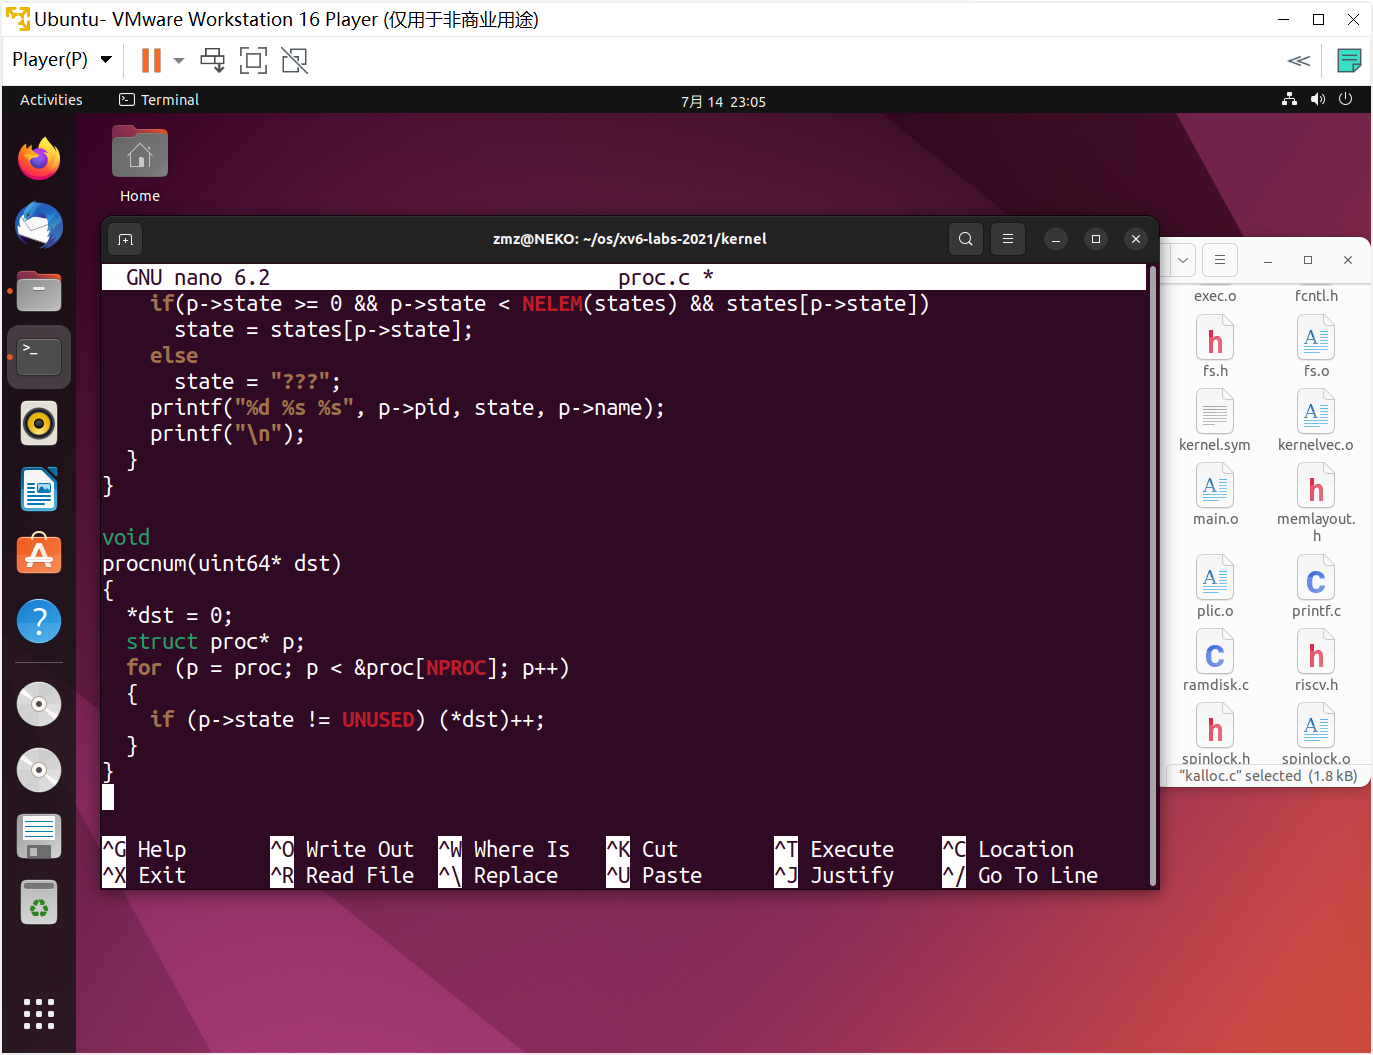 Ubuntu- VMware Workstation 16 Player (仅用于非商业用途)
Player(P)
Activities
Terminal
7月 14 23:05
Home
zmz@NEKO: ~/os/xv6-labs-2021/kernel
GNU nano 6.2
proc.c *
if(p->state >= 0 && p->state < NELEM(states) && states[p->state])
state = states[p->state];
else
state = "???";
printf("%d %s %s", p->pid, state, p->name);
printf("\n");
}
}
void
procnum(uint64* dst)
{
*dst = 0;
struct proc* p;
for (p = proc; p < &proc[NPROC]; p++)
{
if (p->state != UNUSED) (*dst)++;
}
}
^G Help ^O Write Out ^W Where Is ^K Cut ^T Execute ^C Location
^X Exit ^R Read File ^\ Replace ^U Paste ^J Justify ^/ Go To Line
exec.o
fcntl.h
fs.h
fs.o
kernel.sym
kernelvec.o
main.o
memlayout.
h
plic.o
printf.c
ramdisk.c
riscv.h
spinlock.h
spinlock.o
"kalloc.c" selected (1.8 kB)